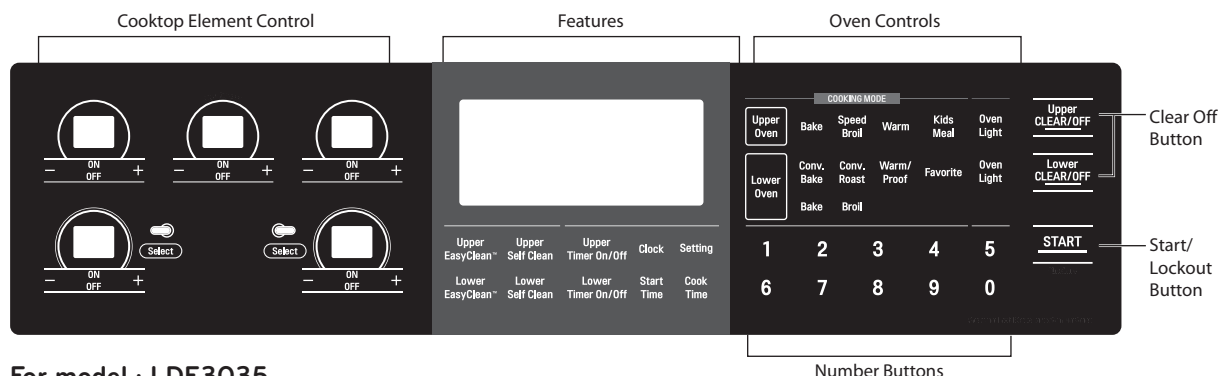 Cooktop Element Control
Features
Oven Controls
ON
OFF
− +
ON
OFF
− +
ON
OFF
− +
ON
OFF
− +
Select
Select
ON
OFF
− +
Upper EasyClean™
Upper Self Clean
Upper Timer On/Off
Clock
Setting
Lower EasyClean™
Lower Self Clean
Lower Timer On/Off
Start Time
Cook Time
COOKING MODE
Upper Oven
Bake
Speed Broil
Warm
Kids Meal
Oven Light
Lower Oven
Conv. Bake
Conv. Roast
Warm/ Proof
Favorite
Oven Light
Bake
Broil
1 2 3 4 5
6 7 8 9 0
Upper
CLEAR/OFF
Lower
CLEAR/OFF
START
Clear Off
Button
Start/
Lockout
Button
Number Buttons
For model : LDE3035